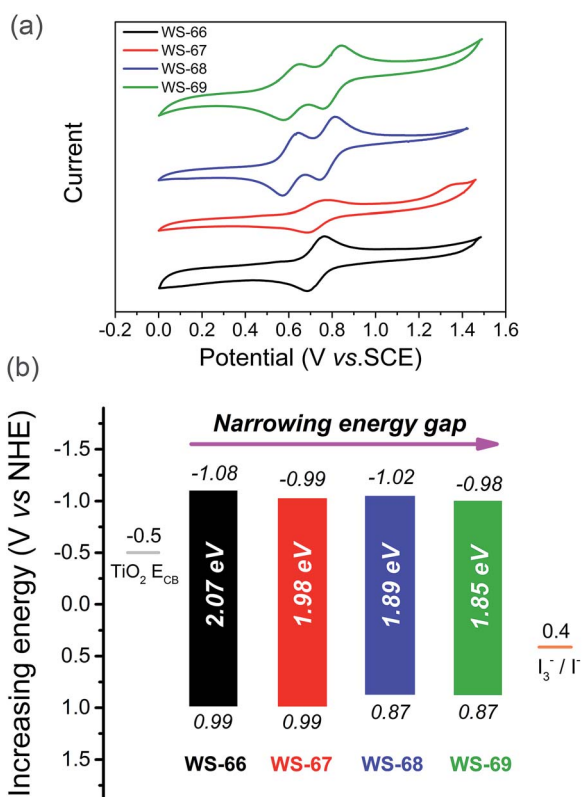 (a)
WS-66
WS-67
WS-68
WS-69
Current
-0.2 0.0 0.2 0.4 0.6 0.8 1.0 1.2 1.4 1.6
Potential (V vs.SCE)
(b)
Increasing energy (V vs NHE)
Narrowing energy gap
-1.5
-1.0
-0.5
0.0
0.5
1.0
1.5
-0.5
TiO₂ E_CB
-1.08 -0.99 -1.02 -0.98
2.07 eV 1.98 eV 1.89 eV 1.85 eV
0.4
I₃⁻ / I⁻
0.99 0.99 0.87 0.87
WS-66 WS-67 WS-68 WS-69